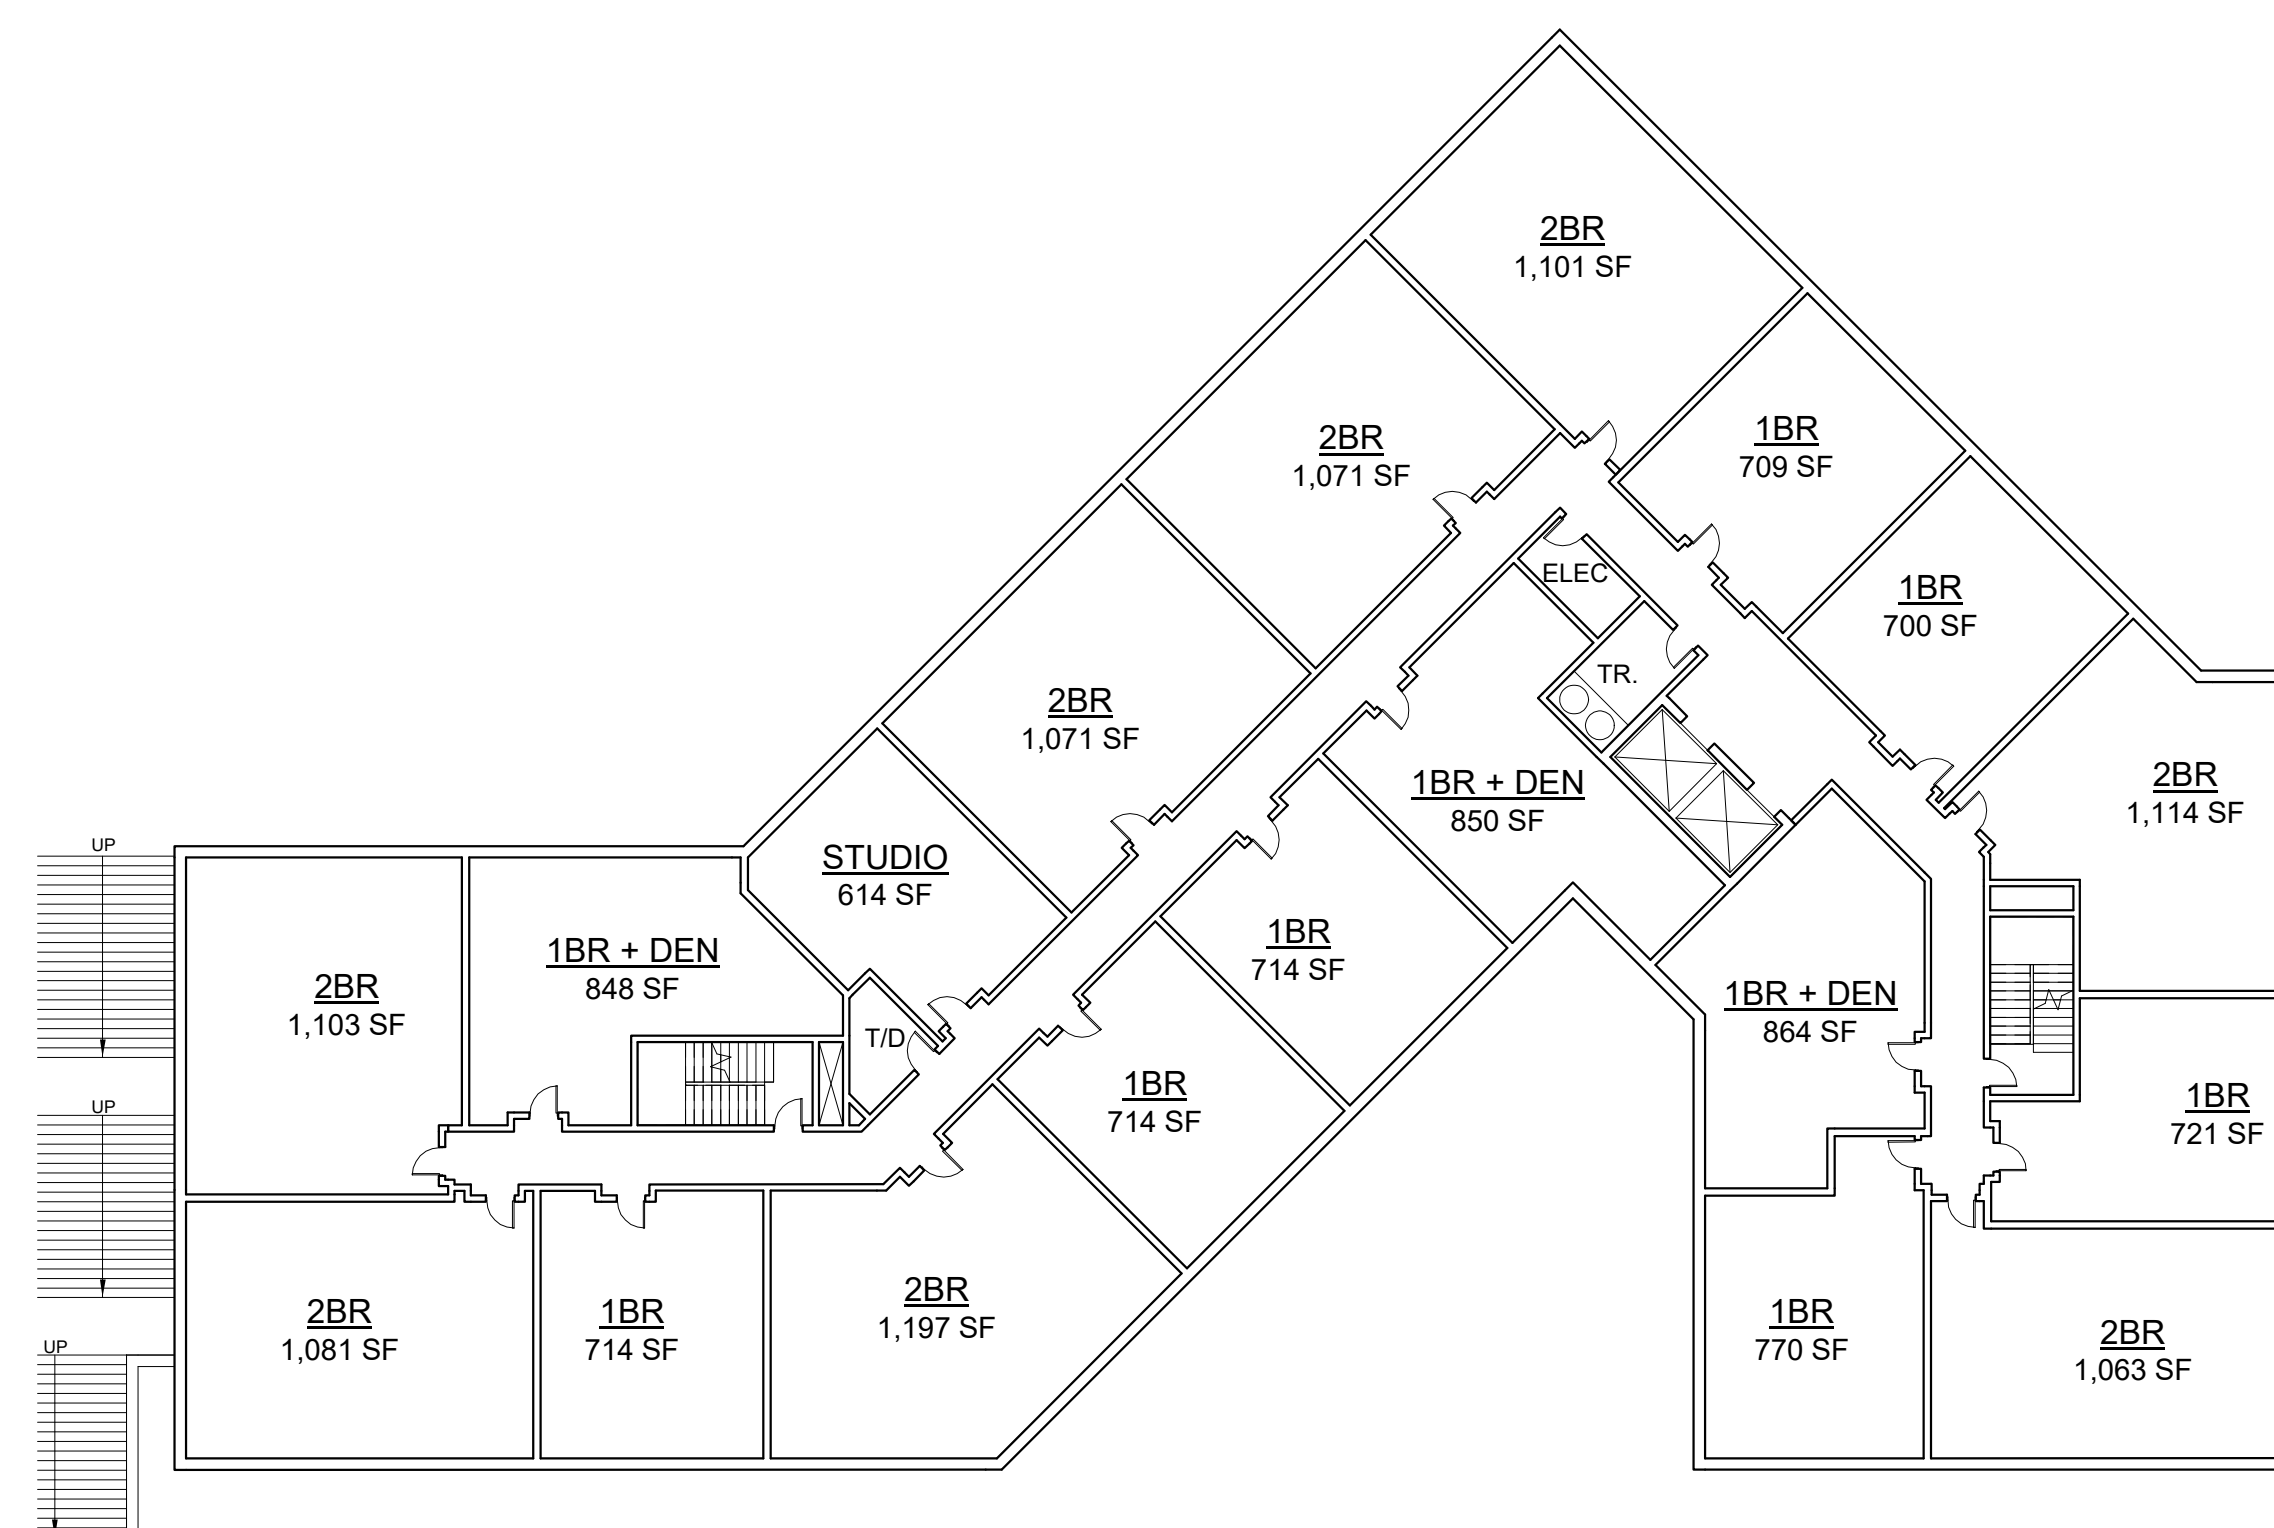 2BR
1,101 SF
1BR
709 SF
2BR
1,071 SF
ELEC
1BR
700 SF
TR.
2BR
1,071 SF
1BR + DEN
850 SF
2BR
1,114 SF
UP
STUDIO
614 SF
1BR
714 SF
1BR + DEN
848 SF
2BR
1,103 SF
1BR + DEN
864 SF
T/D
1BR
714 SF
1BR
721 SF
UP
2BR
1,197 SF
2BR
1,081 SF
1BR
714 SF
1BR
770 SF
2BR
1,063 SF
UP